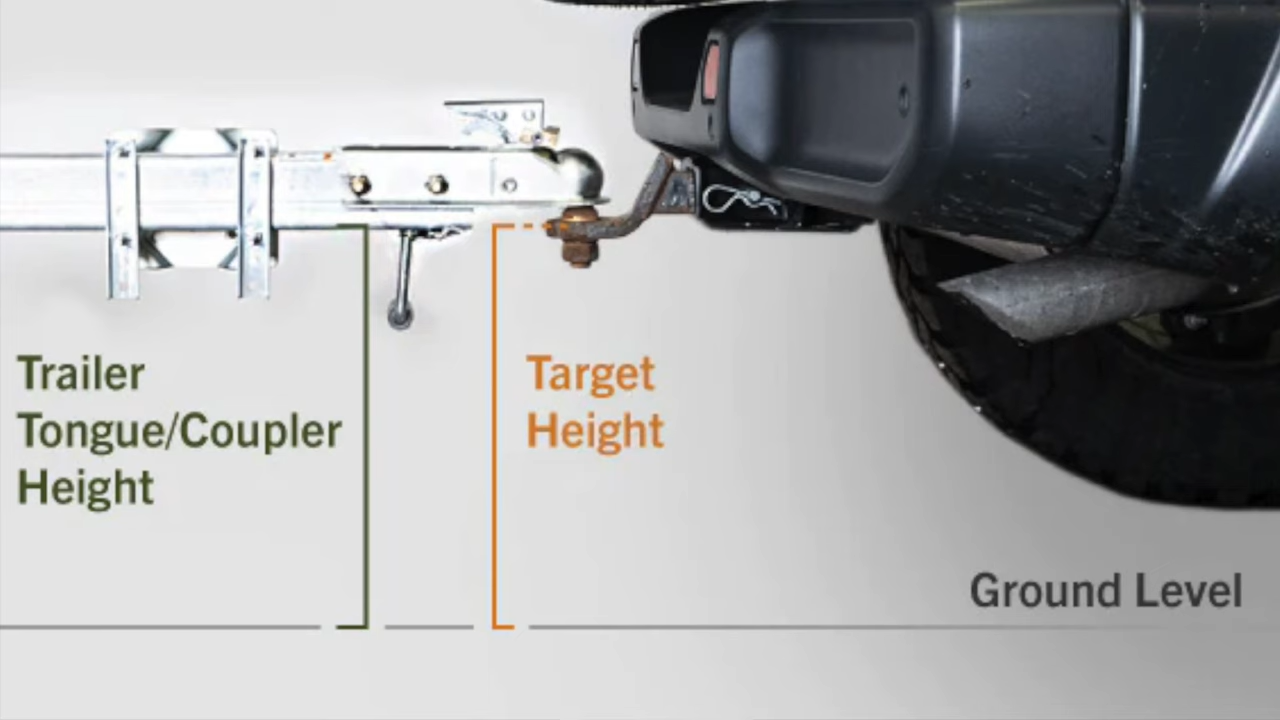 Trailer
Tongue/Coupler
Height
Target
Height
Ground Level